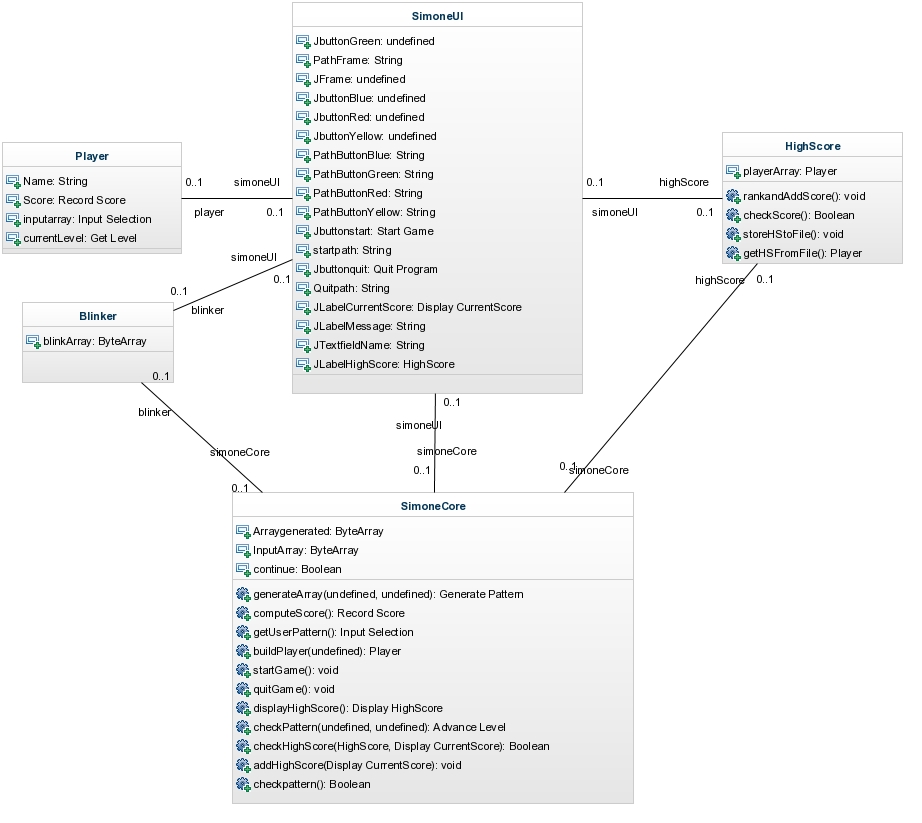 SimoneUI
JbuttonGreen: undefined
PathFrame: String
JFrame: undefined
JbuttonBlue: undefined
JbuttonRed: undefined
JbuttonYellow: undefined
PathButtonBlue: String
PathButtonGreen: String
PathButtonRed: String
PathButtonYellow: String
Jbuttonstart: Start Game
startpath: String
Jbuttonquit: Quit Program
Quitpath: String
JLabelCurrentScore: Display CurrentScore
JLabelMessage: String
JTextfieldName: String
JLabelHighScore: HighScore
Player
Name: String
Score: Record Score
inputarray: Input Selection
currentLevel: Get Level
0..1
simoneUI
player
0..1
HighScore
playerArray: Player
rankandAddScore(): void
checkScore(): Boolean
storeHStoFile(): void
getHSFromFile(): Player
0..1
highScore
simoneUI
0..1
simoneUI
0..1
0..1
blinker
Blinker
blinkArray: ByteArray
0..1
blinker
simoneCore
0..1
0..1
simoneUI
simoneCore
0..1
highScore
0..1
0..1
simoneCore
SimoneCore
Arraygenerated: ByteArray
InputArray: ByteArray
continue: Boolean
generateArray(undefined, undefined): Generate Pattern
computeScore(): Record Score
getUserPattern(): Input Selection
buildPlayer(undefined): Player
startGame(): void
quitGame(): void
displayHighScore(): Display HighScore
checkPattern(undefined, undefined): Advance Level
checkHighScore(HighScore, Display CurrentScore): Boolean
addHighScore(Display CurrentScore): void
checkpattern(): Boolean